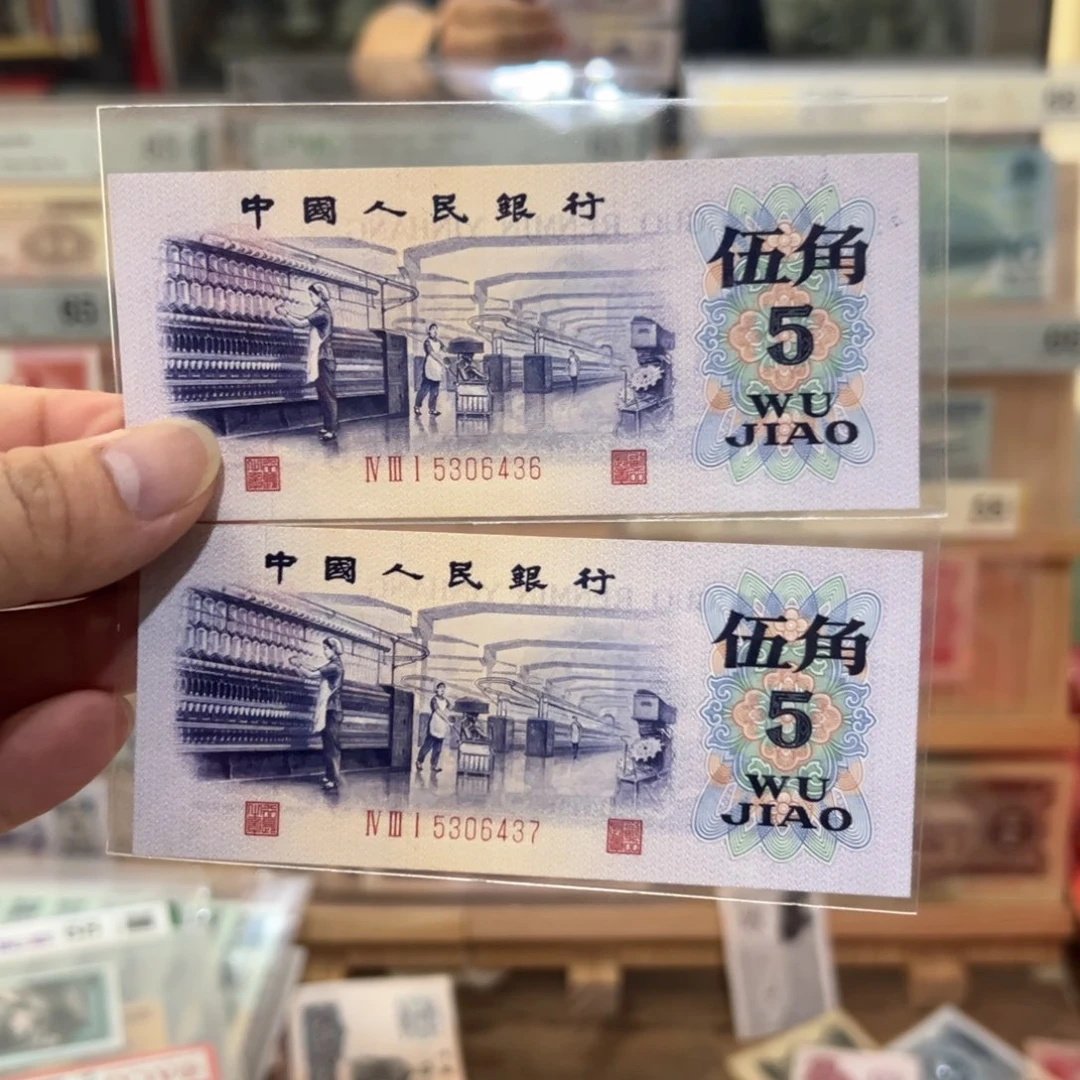 中國人民銀行
伍角
5
WU
JIAO
Ⅳ Ⅲ Ⅰ 5306436
中國人民銀行
伍角
5
WU
JIAO
Ⅳ Ⅲ Ⅰ 5306437